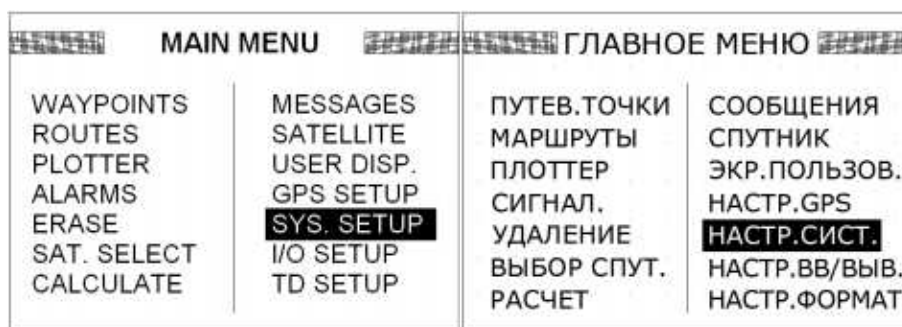 MAIN MENU
WAYPOINTS
ROUTES
PLOTTER
ALARMS
ERASE
SAT. SELECT
CALCULATE
MESSAGES
SATELLITE
USER DISP.
GPS SETUP
SYS. SETUP
I/O SETUP
TD SETUP
ГЛАВНОЕ МЕНЮ
ПУТЕВ.ТОЧКИ
МАРШРУТЫ
ПЛОТТЕР
СИГНАЛ.
УДАЛЕНИЕ
ВЫБОР СПУТ.
РАСЧЕТ
СООБЩЕНИЯ
СПУТНИК
ЭКР.ПОЛЬЗОВ.
НАСТР.GPS
НАСТР.СИСТ.
НАСТР.ВВ/ВЫВ.
НАСТР.ФОРМАТ